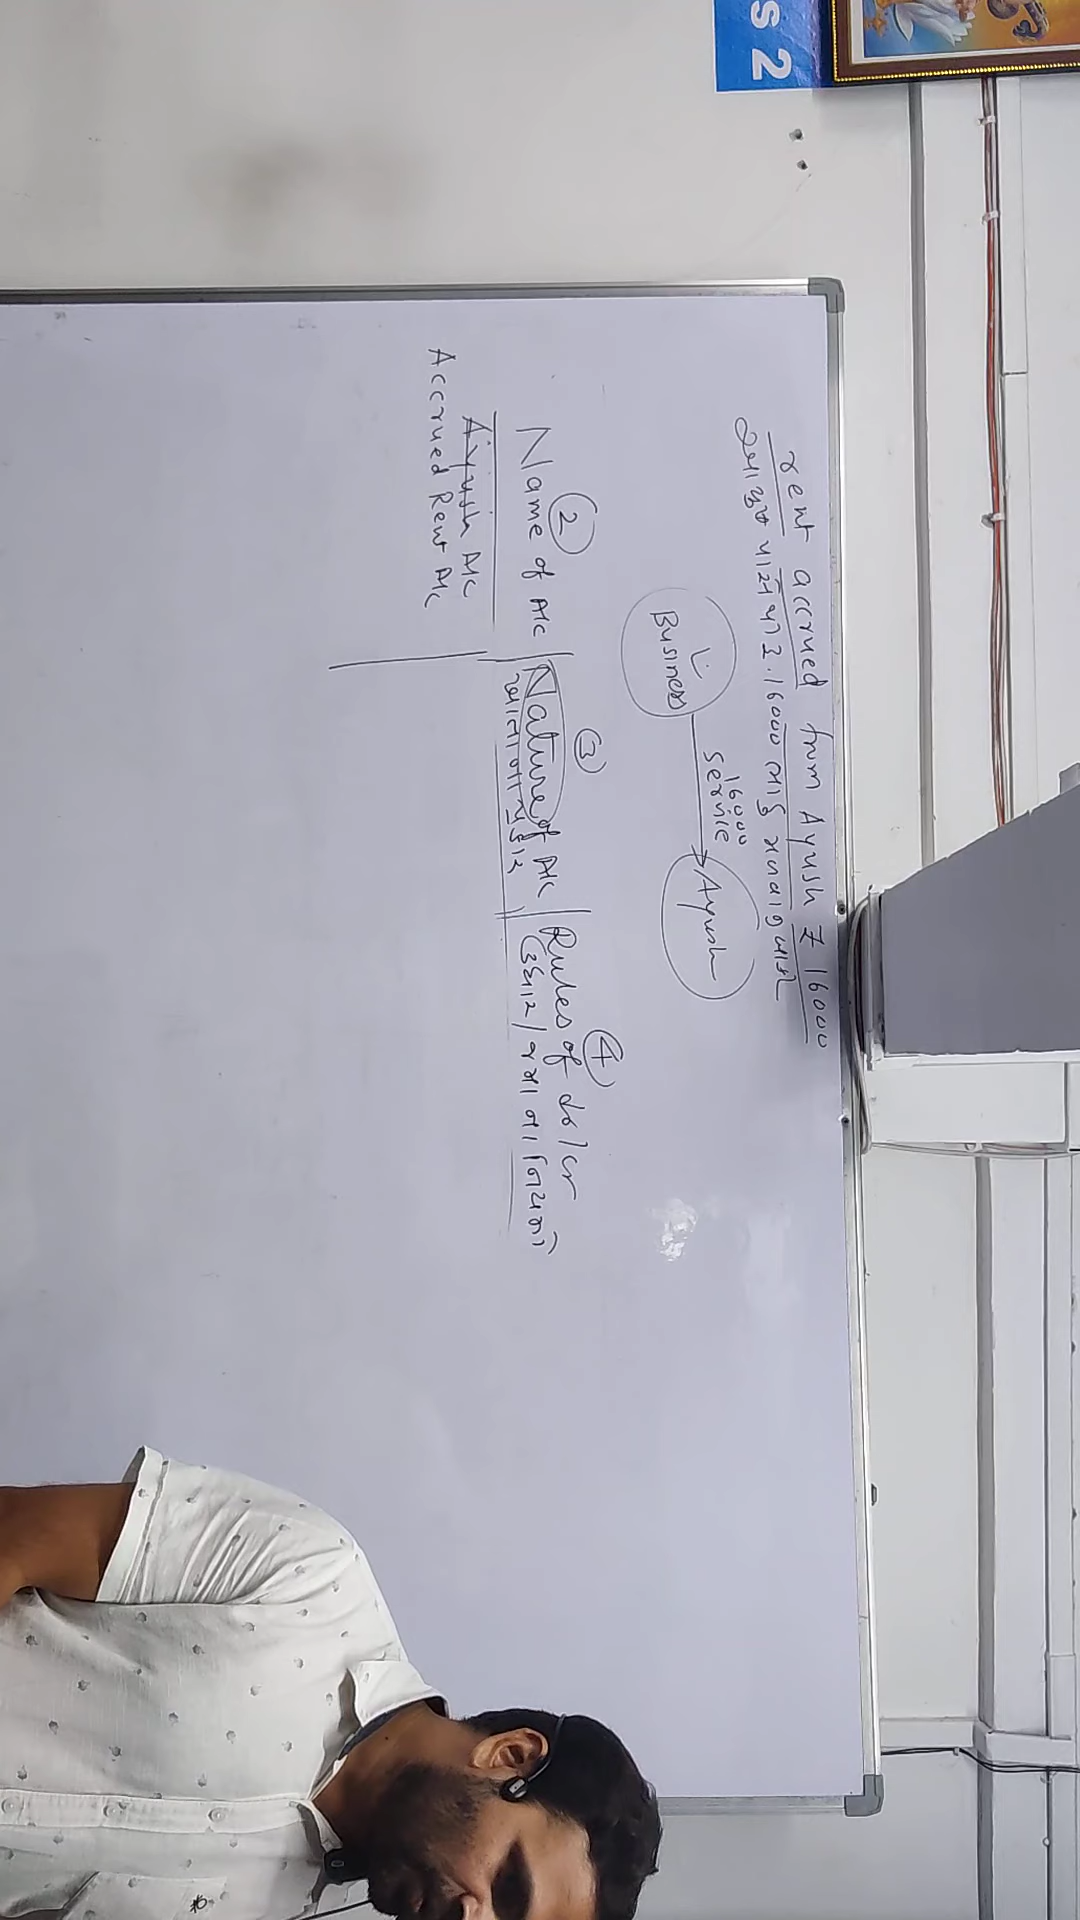 S 2
rent accrued from Ayush ₹ 16000
આયુષ પાસેથી રૂ. 16000 ભાડું મળવાનું બાકી
Business
16000
Service
Ayush
②
③
④
Name of A/c
Nature of A/c
Rules of dr/cr
ખાતાના પ્રકાર
ઉધાર/જમા ના નિયમો
Ayush A/c
Accrued Rent A/c